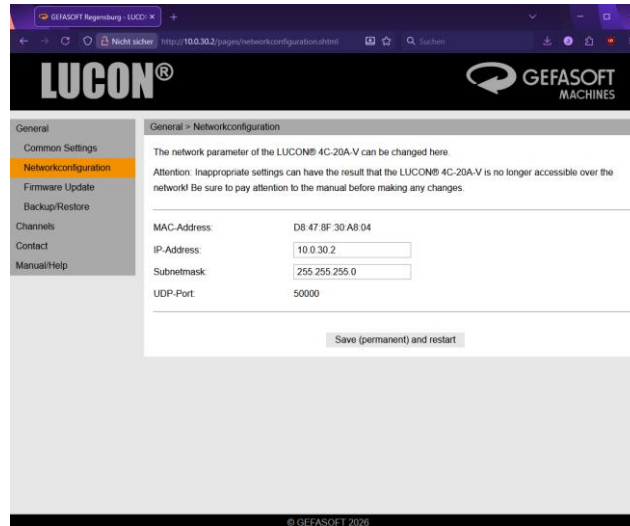 GEFASOFT Regensburg - LUCO
Nicht sicher http://10.0.30.2/pages/networkconfiguration.shtml Suchen
LUCON®
GEFASOFT
MACHINES
General
Common Settings
Networkconfiguration
Firmware Update
Backup/Restore
Channels
Contact
Manual/Help
General > Networkconfiguration
The network parameter of the LUCON® 4C-20A-V can be changed here.
Attention: Inappropriate settings can have the result that the LUCON® 4C-20A-V is no longer accessible over the
network! Be sure to pay attention to the manual before making any changes.
MAC-Address: D8:47:8F:30:A8:04
IP-Address: 10.0.30.2
Subnetmask: 255.255.255.0
UDP-Port: 50000
Save (permanent) and restart
© GEFASOFT 2026